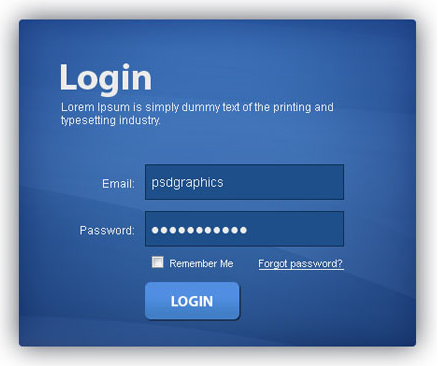 Login
Lorem Ipsum is simply dummy text of the printing and
typesetting industry.
Email: psdgraphics
Password: ●●●●●●●●●●●
Remember Me Forgot password?
LOGIN